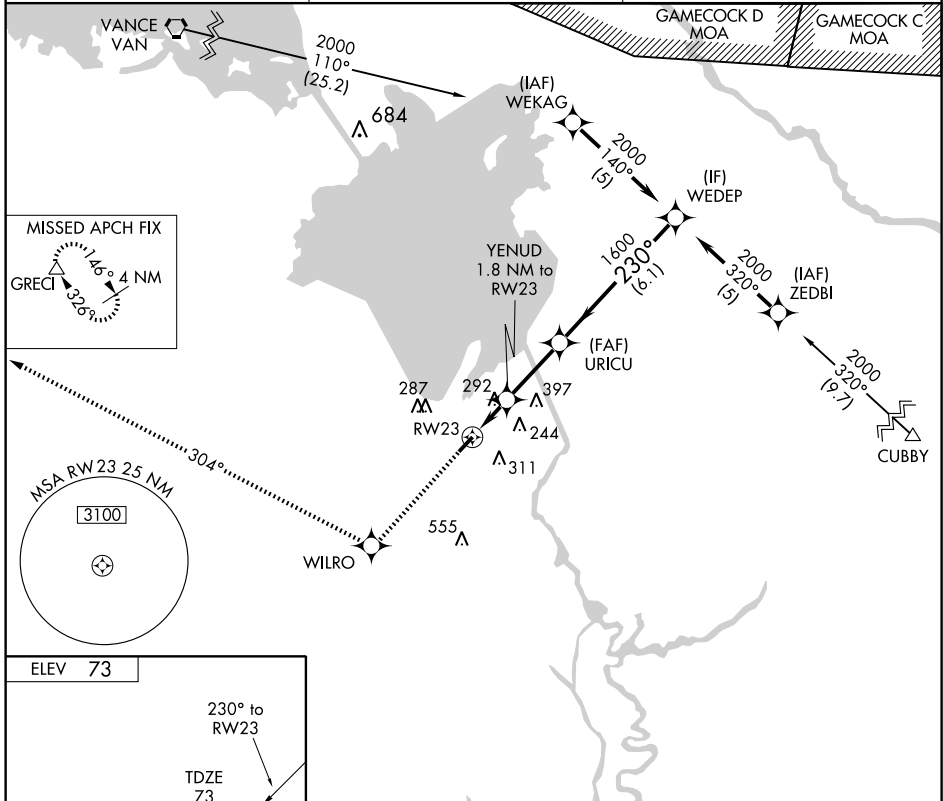 VANCE
VAN
2000
110°
(25.2)
GAMECOCK D
MOA
GAMECOCK C
MOA
684
(IAF)
WEKAG
2000
140°
(5)
(IF)
WEDEP
MISSED APCH FIX
GRECI
146°
4 NM
326°
YENUD
1.8 NM to
RW23
1600
230°
(6.1)
2000
320°
(5)
(IAF)
ZEDBI
(FAF)
URICU
2000
320°
(9.7)
CUBBY
287
292
397
RW23
244
311
304°
555
WILRO
MSA RW23 25 NM
3100
ELEV 73
230° to
RW23
TDZE
73